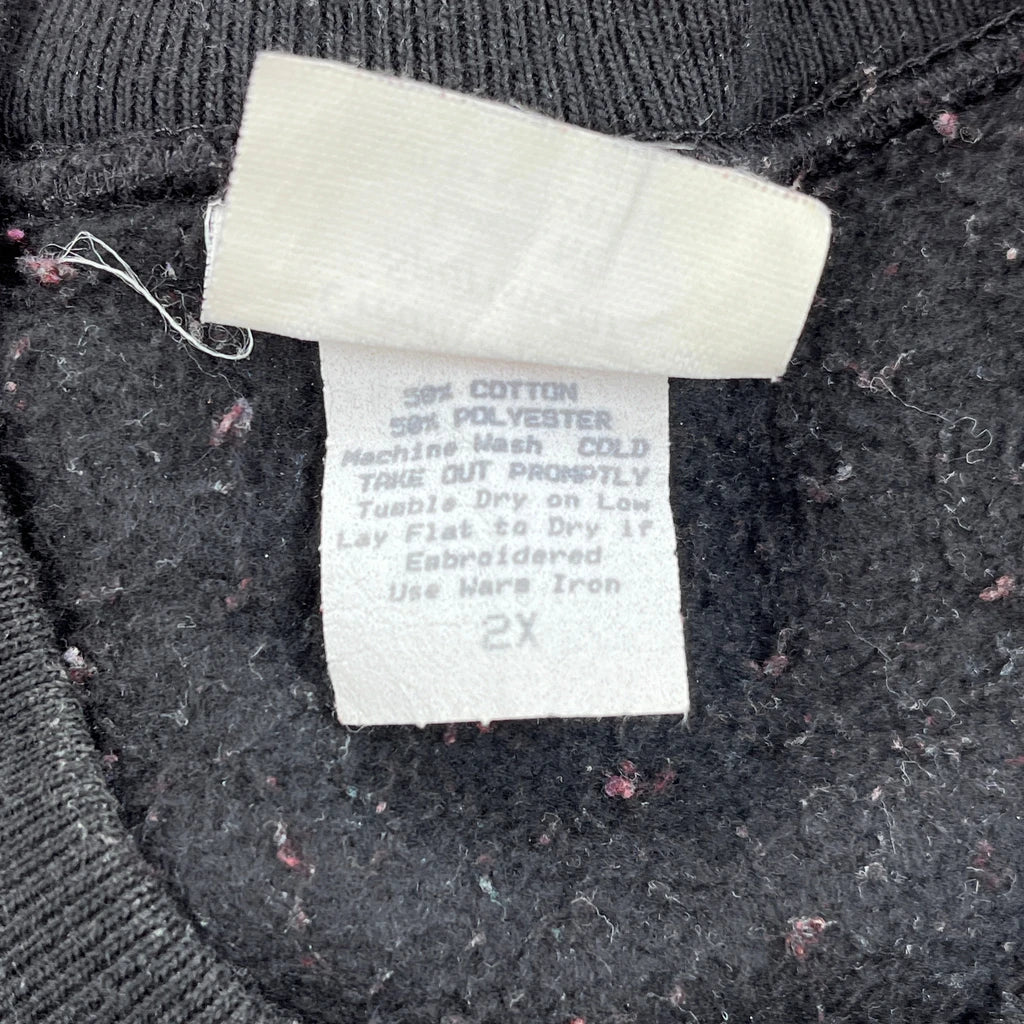 50% COTTON
50% POLYESTER
Machine Wash COLD
TAKE OUT PROMPTLY
Tumble Dry on Low
Lay Flat to Dry if
Embroidered
Use Warm Iron
2X